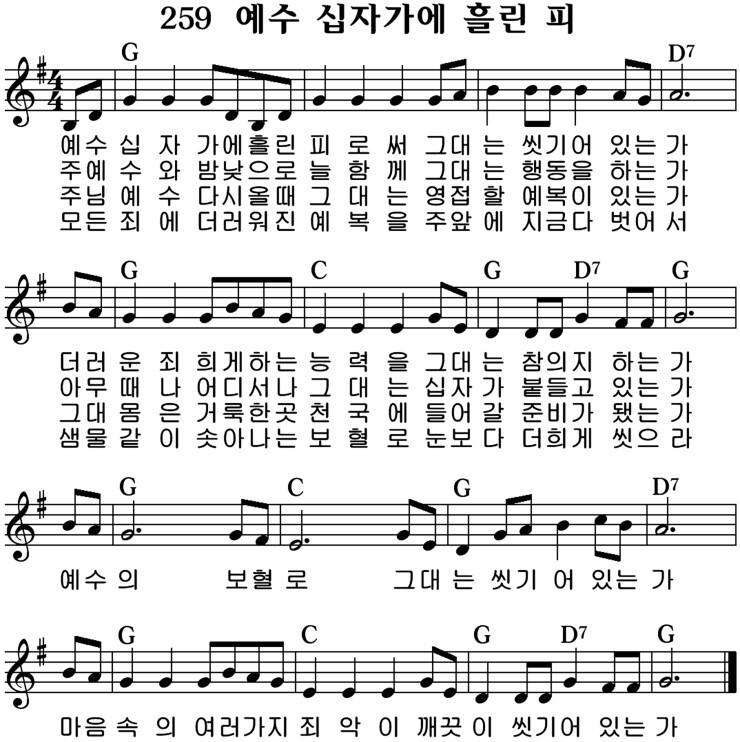 259 예수 십자가에 흘린 피
G D7
4
4
예수 십 자 가에흘린 피 로 써 그대 는 씻기어 있는 가
주예 수 와 밤낮으로 늘 함 께 그대 는 행동을 하는 가
주님 예 수 다시올때 그 대 는 영접 할 예복이 있는 가
모든 죄 에 더러워진 예 복 을 주앞 에 지금다 벗어 서
G C G D7 G
더러 운 죄 희게하는 능 력 을 그대 는 참의지 하는 가
아무 때 나 어디서나 그 대 는 십자 가 붙들고 있는 가
그대 몸 은 거룩한곳 천 국 에 들어 갈 준비가 됐는 가
샘물 같 이 솟아나는 보 혈 로 눈보 다 더희게 씻으 라
G C G D7
예수 의 보혈 로 그대 는 씻기 어 있는 가
G C G D7 G
마음 속 의 여러가지 죄 악 이 깨끗 이 씻기어 있는 가